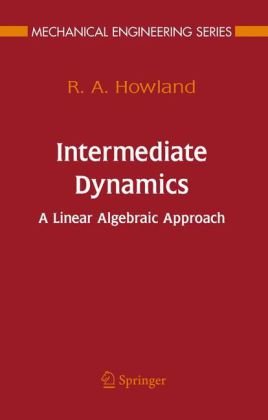 MECHANICAL ENGINEERING SERIES
R. A. Howland
Intermediate
Dynamics
A Linear Algebraic Approach
Springer